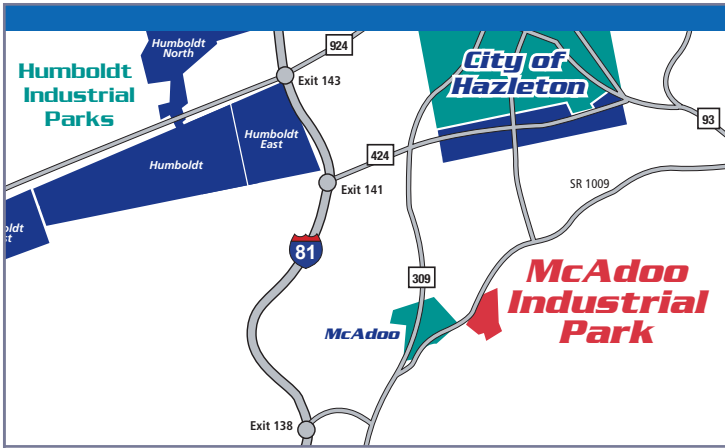 Humboldt
North
924
Humboldt
Industrial
Parks
Exit 143
City of
Hazleton
Humboldt
East
93
424
Humboldt
SR 1009
Exit 141
81
309
McAdoo
Industrial
Park
McAdoo
Exit 138